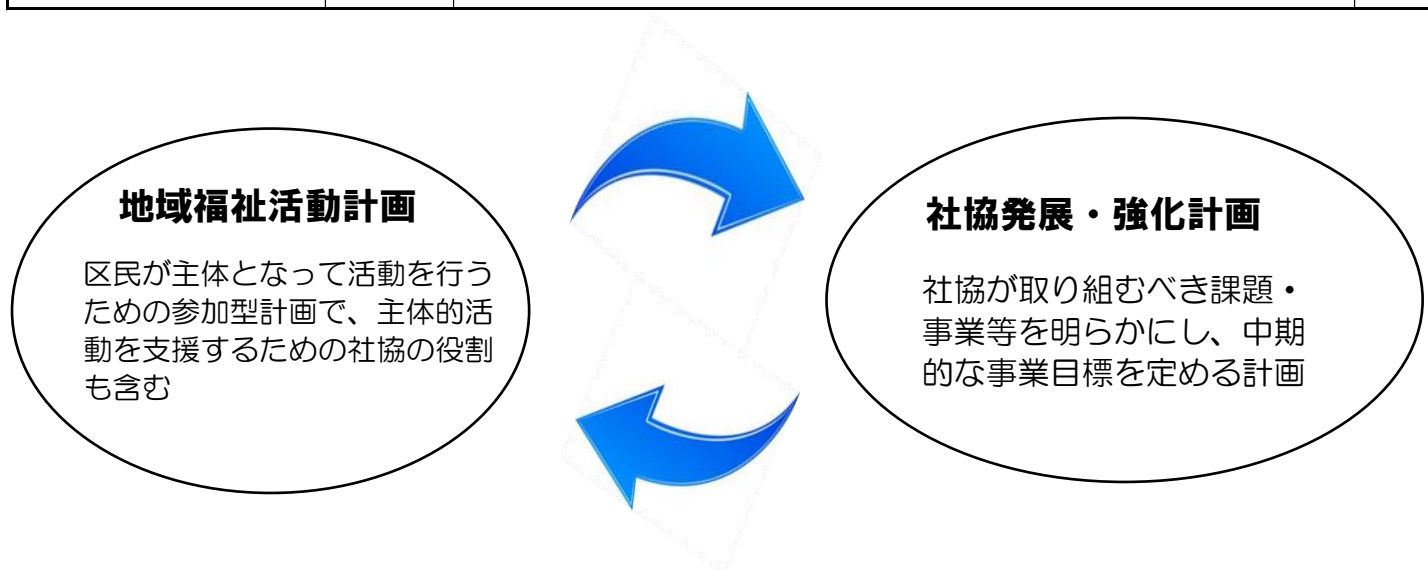 地域福祉活動計画
区民が主体となって活動を行う
ための参加型計画で、主体的活
動を支援するための社協の役割
も含む
社協発展・強化計画
社協が取り組むべき課題・
事業等を明らかにし、中期
的な事業目標を定める計画